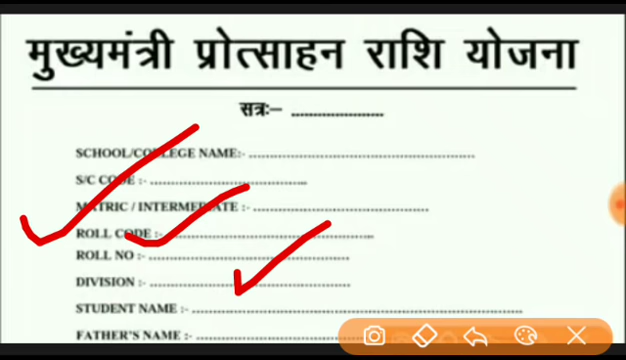 मुख्यमंत्री प्रोत्साहन राशि योजना
सत्र:- ......................
SCHOOL/COLLEGE NAME:- ..................................................................
S/C CODE :- .............................................
MATRIC / INTERMEDIATE :- ...................................................
ROLL CODE :- ............................................................
ROLL NO :- ..........................................................
DIVISION :- ............................................................
STUDENT NAME :- ..................................................................................
FATHER'S NAME :- ........................................